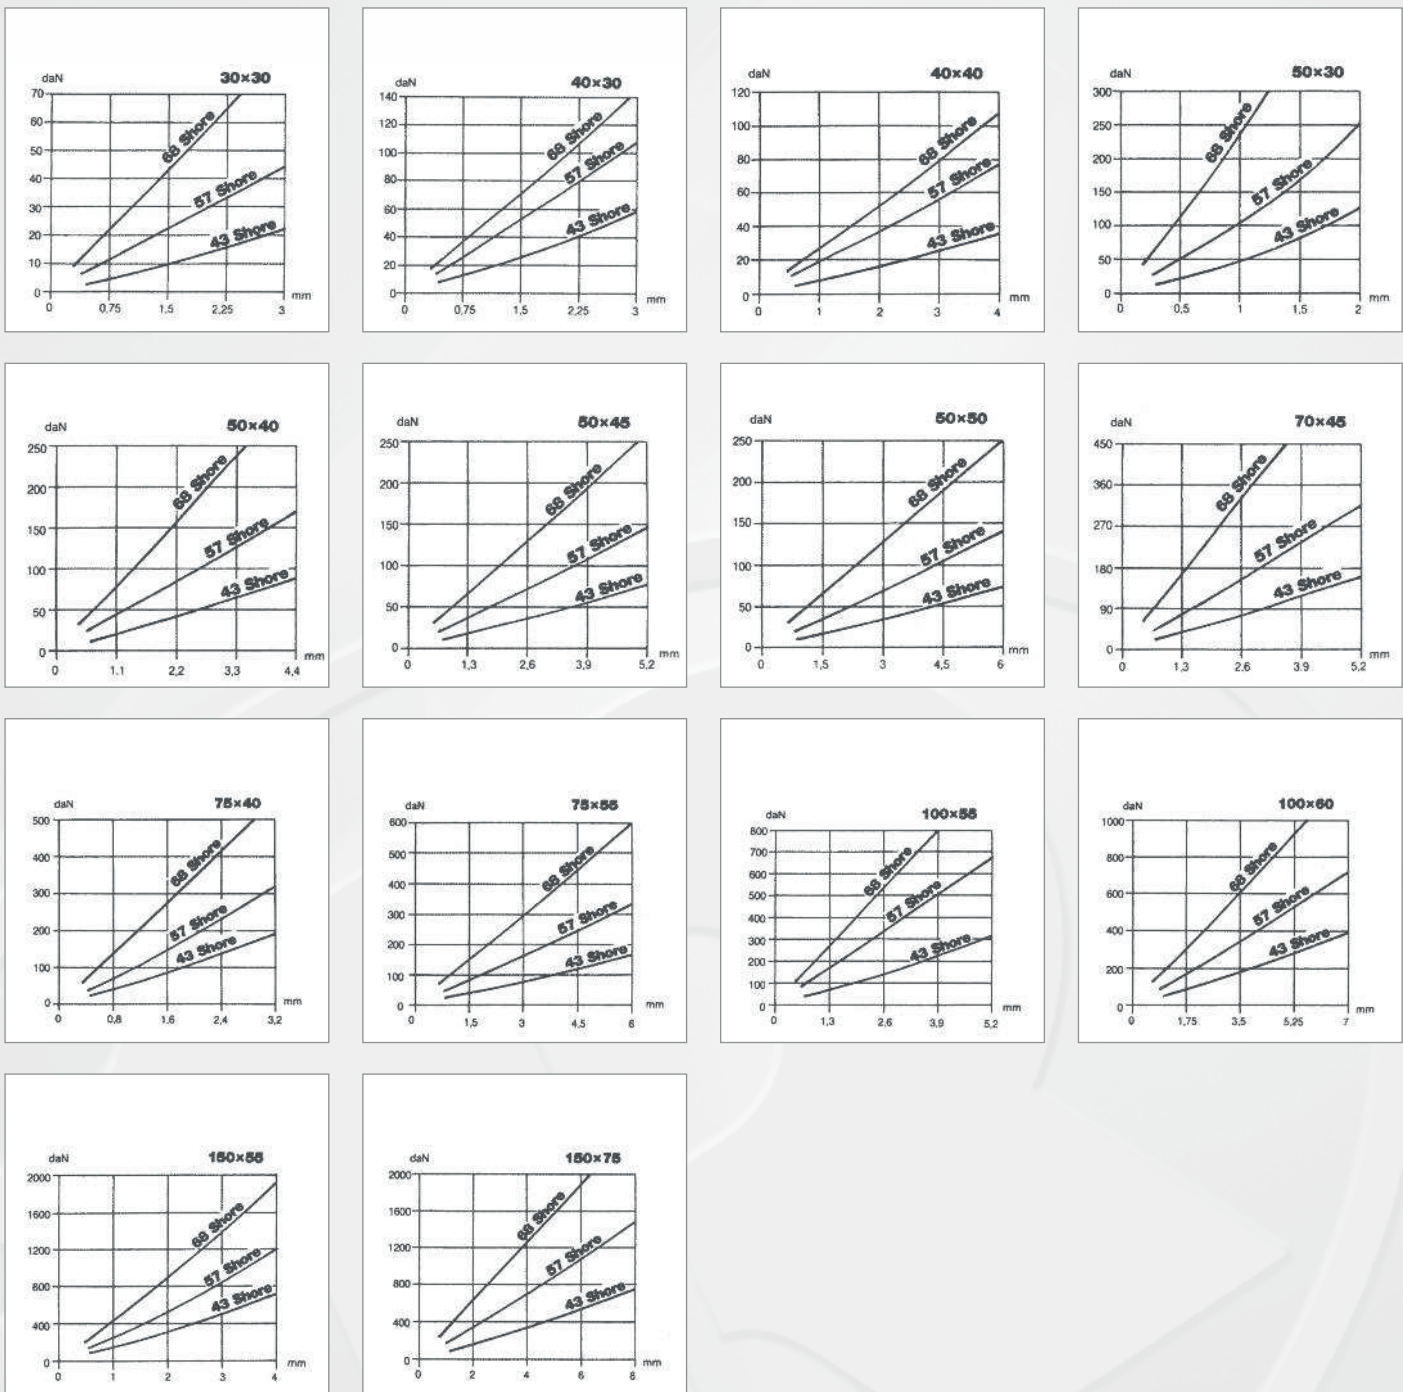 daN 30×30
70
60
50
40
30
20
10
0
68 Shore
57 Shore
43 Shore
0 0,75 1,5 2,25 3 mm
daN 40×30
140
120
100
80
60
40
20
0
68 Shore
57 Shore
43 Shore
0 0,75 1,5 2,25 3 mm
daN 40×40
120
100
80
60
40
20
0
68 Shore
57 Shore
43 Shore
0 1 2 3 4 mm
daN 50×30
300
250
200
150
100
50
0
68 Shore
57 Shore
43 Shore
0 0,5 1 1,5 2 mm
daN 50×40
250
200
150
100
50
0
68 Shore
57 Shore
43 Shore
0 1.1 2,2 3,3 4,4 mm
daN 50×45
250
200
150
100
50
0
68 Shore
57 Shore
43 Shore
0 1,3 2,6 3,9 5,2 mm
daN 50×50
250
200
150
100
50
0
68 Shore
57 Shore
43 Shore
0 1,5 3 4,5 6 mm
daN 70×45
450
360
270
180
90
0
68 Shore
57 Shore
43 Shore
0 1,3 2.6 3.9 5,2 mm
daN 75×40
500
400
300
200
100
0
68 Shore
57 Shore
43 Shore
0 0,8 1,6 2,4 3,2 mm
daN 75×55
600
500
400
300
200
100
0
68 Shore
57 Shore
43 Shore
0 1,5 3 4,5 6 mm
daN 100×55
800
700
600
500
400
300
200
100
0
68 Shore
57 Shore
43 Shore
0 1,3 2,6 3,9 5,2 mm
daN 100×60
1000
800
600
400
200
0
68 Shore
57 Shore
43 Shore
0 1,75 3,5 5,25 7 mm
daN 150×55
2000
1600
1200
800
400
0
68 Shore
57 Shore
43 Shore
0 1 2 3 4 mm
daN 150×75
2000
1600
1200
800
400
0
68 Shore
57 Shore
43 Shore
0 2 4 6 8 mm